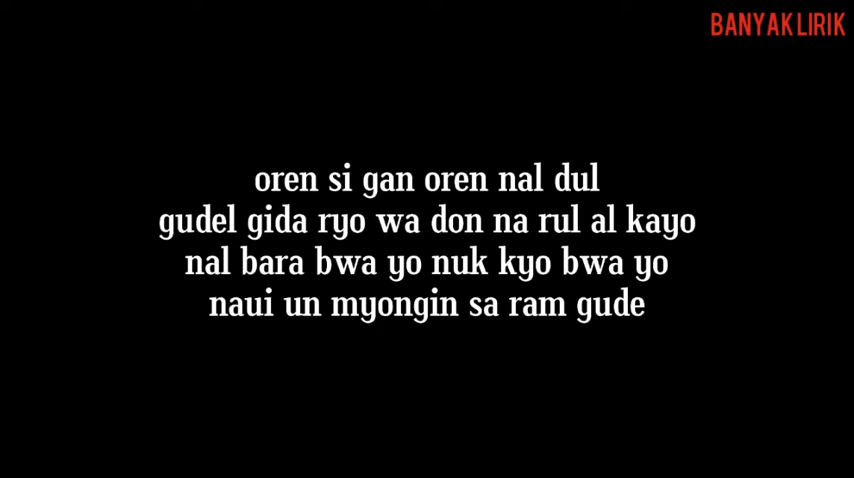 BANYAKLIRIK
oren si gan oren nal dul
gudel gida ryo wa don na rul al kayo
nal bara bwa yo nuk kyo bwa yo
naui un myongin sa ram gude